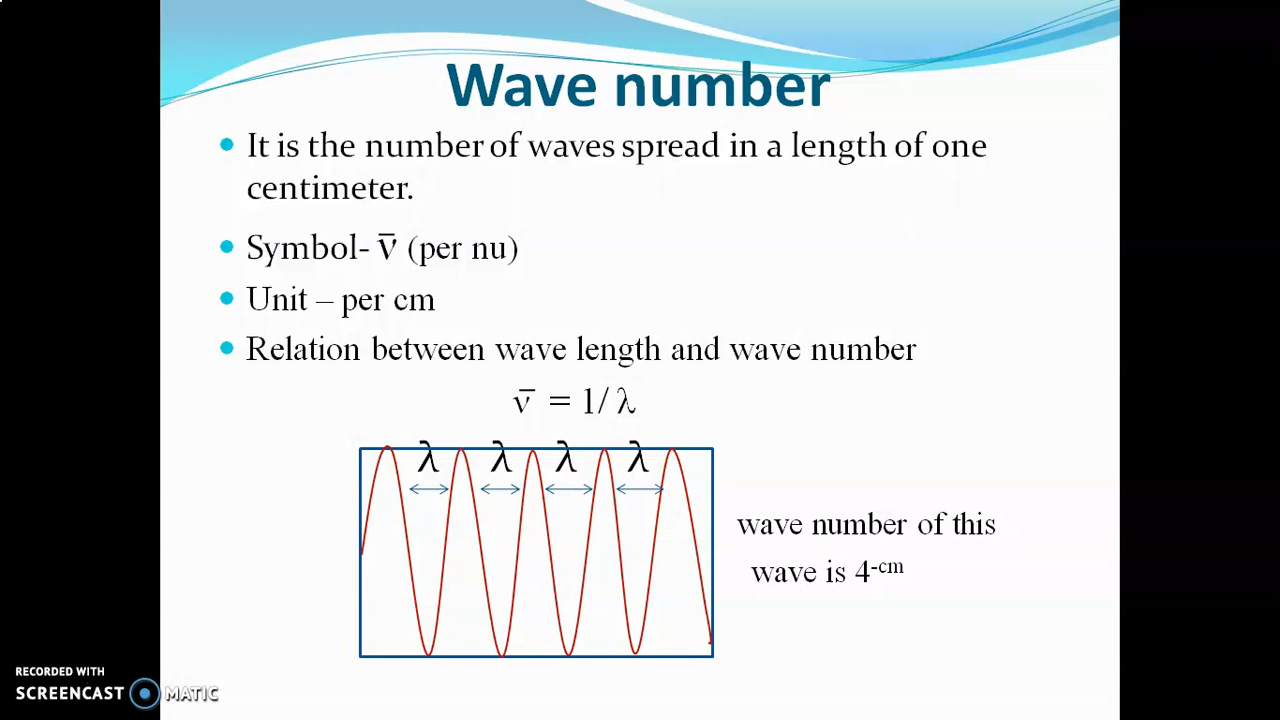 Wave number
It is the number of waves spread in a length of one
centimeter.
Symbol- ν̅ (per nu)
Unit – per cm
Relation between wave length and wave number
ν̅ = 1/ λ
λ λ λ λ
wave number of this
wave is 4⁻ᶜᵐ
RECORDED WITH
SCREENCAST MATIC